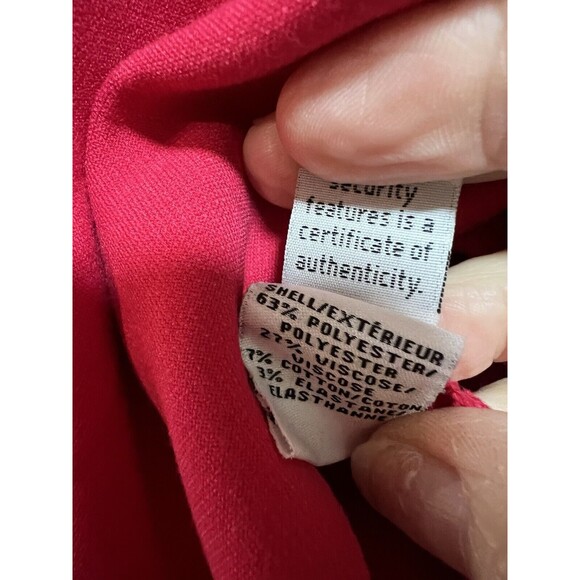 security
features is a
certificate of
authenticity.
SHELL/EXTÉRIEUR
63% POLYESTER/
POLYESTER
27% VISCOSE/
7% COTTON/COTON
3% ELASTANE/
ELASTHANNE